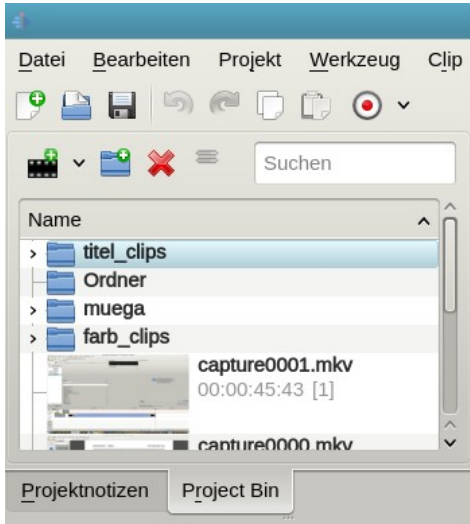 Datei Bearbeiten Projekt Werkzeug Clip
Suchen
Name
titel_clips
Ordner
muega
farb_clips
capture0001.mkv
00:00:45:43 [1]
capture0000.mkv
Projektnotizen Project Bin